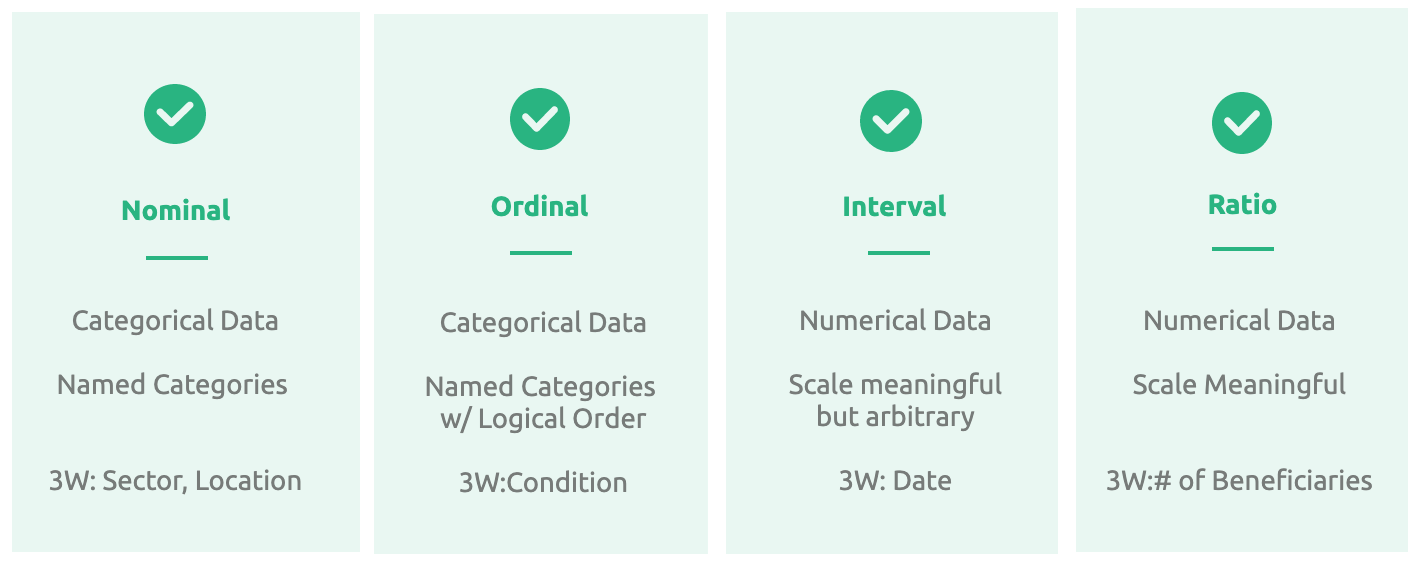 Nominal
Categorical Data
Named Categories
3W: Sector, Location
Ordinal
Categorical Data
Named Categories
w/ Logical Order
3W:Condition
Interval
Numerical Data
Scale meaningful
but arbitrary
3W: Date
Ratio
Numerical Data
Scale Meaningful
3W:# of Beneficiaries